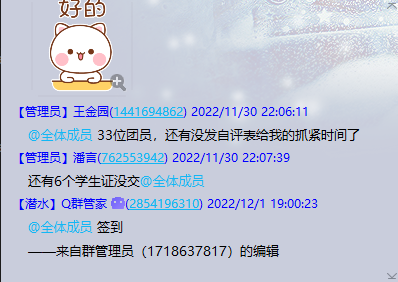 好的
【管理员】王金园(1441694862) 2022/11/30 22:06:11
@全体成员 33位团员，还有没发自评表给我的抓紧时间了
【管理员】潘言(762553942) 2022/11/30 22:07:39
还有6个学生证没交@全体成员
【潜水】Q群管家(2854196310) 2022/12/1 19:00:23
@全体成员 签到
——来自群管理员（1718637817）的编辑